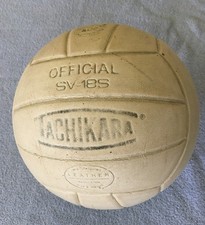 OFFICIAL
SV-18S
TACHIKARA
LEATHER